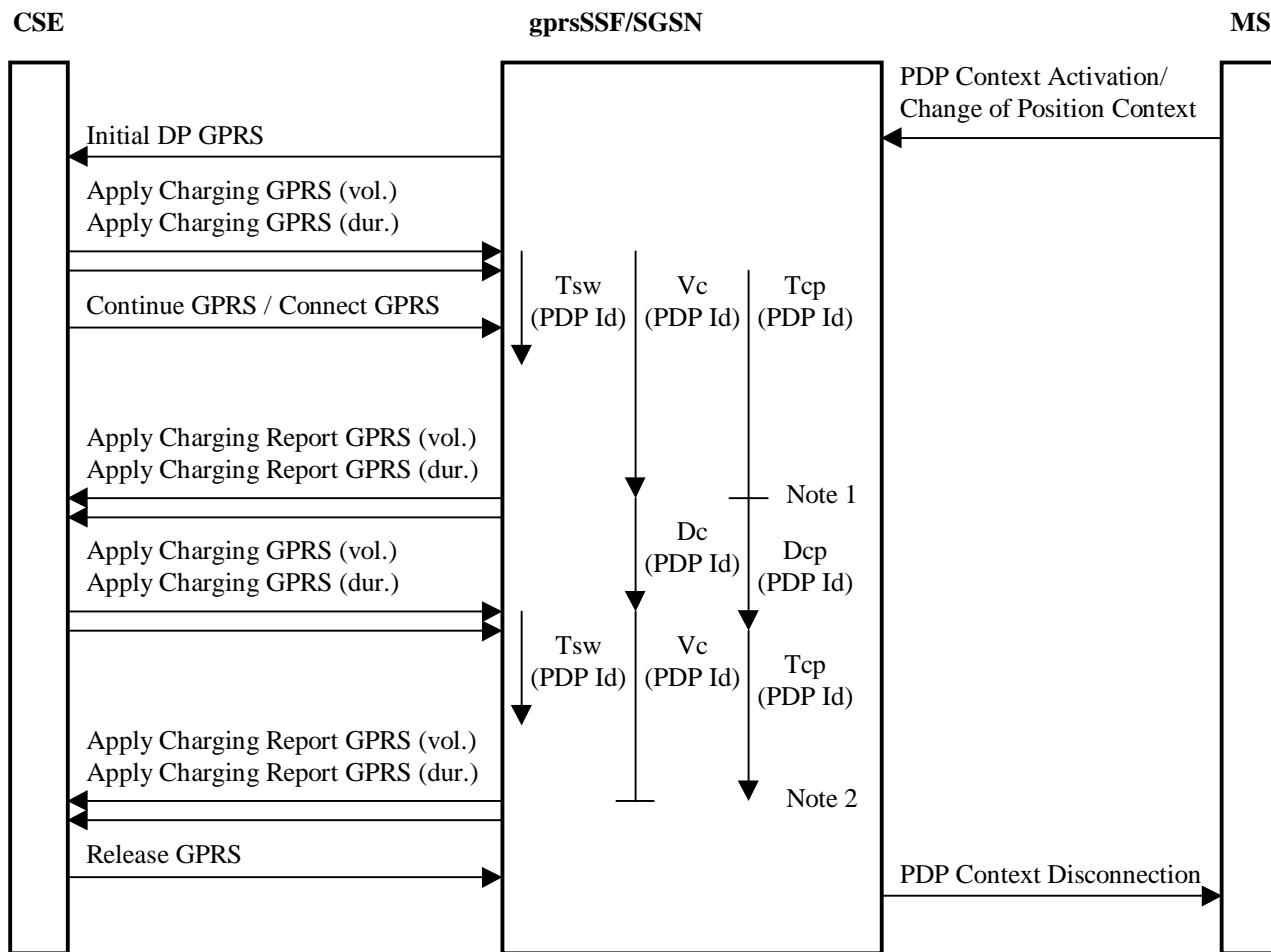 CSE
gprsSSF/SGSN
MS
PDP Context Activation/
Change of Position Context
Initial DP GPRS
Apply Charging GPRS (vol.)
Apply Charging GPRS (dur.)
Tsw
(PDP Id)
Vc
(PDP Id)
Tcp
(PDP Id)
Continue GPRS / Connect GPRS
Apply Charging Report GPRS (vol.)
Apply Charging Report GPRS (dur.)
Note 1
Dc
(PDP Id)
Dcp
(PDP Id)
Apply Charging GPRS (vol.)
Apply Charging GPRS (dur.)
Tsw
(PDP Id)
Vc
(PDP Id)
Tcp
(PDP Id)
Apply Charging Report GPRS (vol.)
Apply Charging Report GPRS (dur.)
Note 2
Release GPRS
PDP Context Disconnection